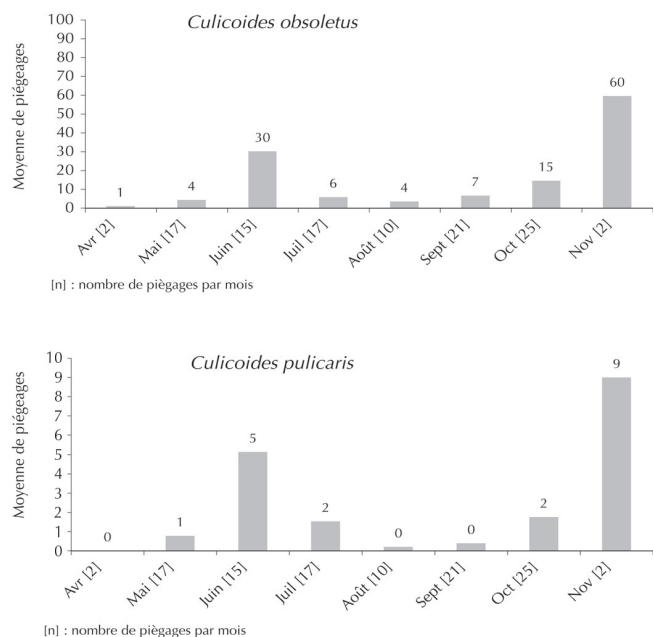 Culicoides obsoletus
Moyenne de piégeages
100
90
80
70
60
50
40
30
20
10
0
1
4
30
6
4
7
15
60
Avr [2]
Mai [17]
Juin [15]
Juil [17]
Août [10]
Sept [21]
Oct [25]
Nov [2]
[n] : nombre de piègages par mois
Culicoides pulicaris
Moyenne de piégeages
10
9
8
7
6
5
4
3
2
1
0
0
1
5
2
0
0
2
9
Avr [2]
Mai [17]
Juin [15]
Juil [17]
Août [10]
Sept [21]
Oct [25]
Nov [2]
[n] : nombre de piègages par mois